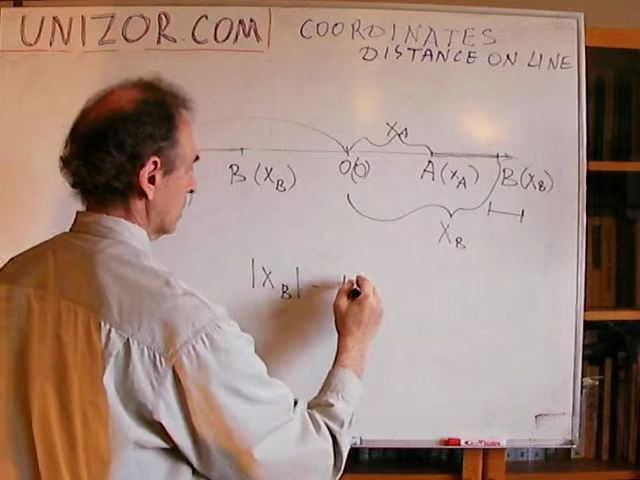 UNIZOR.COM
COORDINATES
DISTANCE ON LINE
X_A
B(X_B) O(0) A(X_A) B(X_B)
X_B
|X_B| -